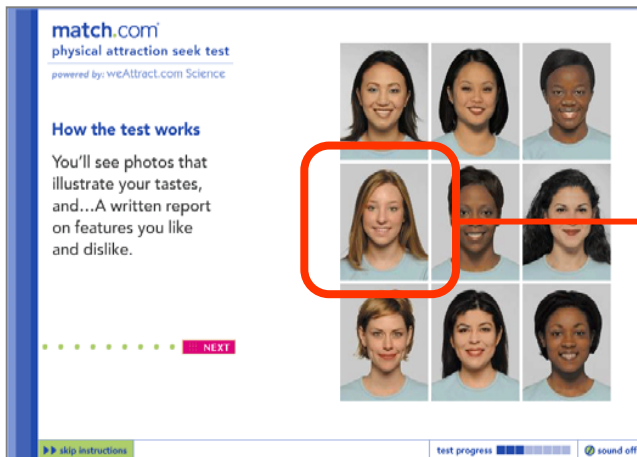 match.com
physical attraction seek test
powered by: weAttract.com Science
How the test works
You'll see photos that
illustrate your tastes,
and...A written report
on features you like
and dislike.
NEXT
skip instructions
test progress
sound off